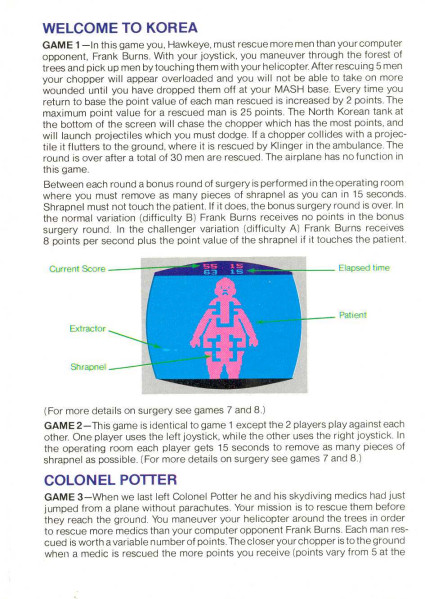 WELCOME TO KOREA
GAME 1—In this game you, Hawkeye, must rescue more men than your computer
opponent, Frank Burns. With your joystick, you maneuver through the forest of
trees and pick up men by touching them with your helicopter. After rescuing 5 men
your chopper will appear overloaded and you will not be able to take on more
wounded until you have dropped them off at your MASH base. Every time you
return to base the point value of each man rescued is increased by 2 points. The
maximum point value for a rescued man is 25 points. The North Korean tank at
the bottom of the screen will chase the chopper which has the most points, and
will launch projectiles which you must dodge. If a chopper collides with a projec-
tile it flutters to the ground, where it is rescued by Klinger in the ambulance. The
round is over after a total of 30 men are rescued. The airplane has no function in
this game.
Between each round a bonus round of surgery is performed in the operating room
where you must remove as many pieces of shrapnel as you can in 15 seconds.
Shrapnel must not touch the patient. If it does, the bonus surgery round is over. In
the normal variation (difficulty B) Frank Burns receives no points in the bonus
surgery round. In the challenger variation (difficulty A) Frank Burns receives
8 points per second plus the point value of the shrapnel if it touches the patient.
Current Score
55 15
63 15
Elapsed time
Patient
Extractor
Shrapnel
(For more details on surgery see games 7 and 8.)
GAME 2—This game is identical to game 1 except the 2 players play against each
other. One player uses the left joystick, while the other uses the right joystick. In
the operating room each player gets 15 seconds to remove as many pieces of
shrapnel as possible. (For more details on surgery see games 7 and 8.)
COLONEL POTTER
GAME 3—When we last left Colonel Potter he and his skydiving medics had just
jumped from a plane without parachutes. Your mission is to rescue them before
they reach the ground. You maneuver your helicopter around the trees in order
to rescue more medics than your computer opponent Frank Burns. Each man res-
cued is worth a variable number of points. The closer your chopper is to the ground
when a medic is rescued the more points you receive (points vary from 5 at the